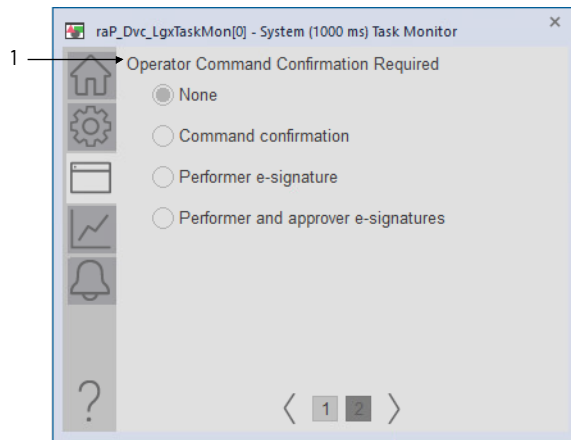 raP_Dvc_LgxTaskMon[0] - System (1000 ms) Task Monitor
1
Operator Command Confirmation Required
None
Command confirmation
Performer e-signature
Performer and approver e-signatures
?
1 2